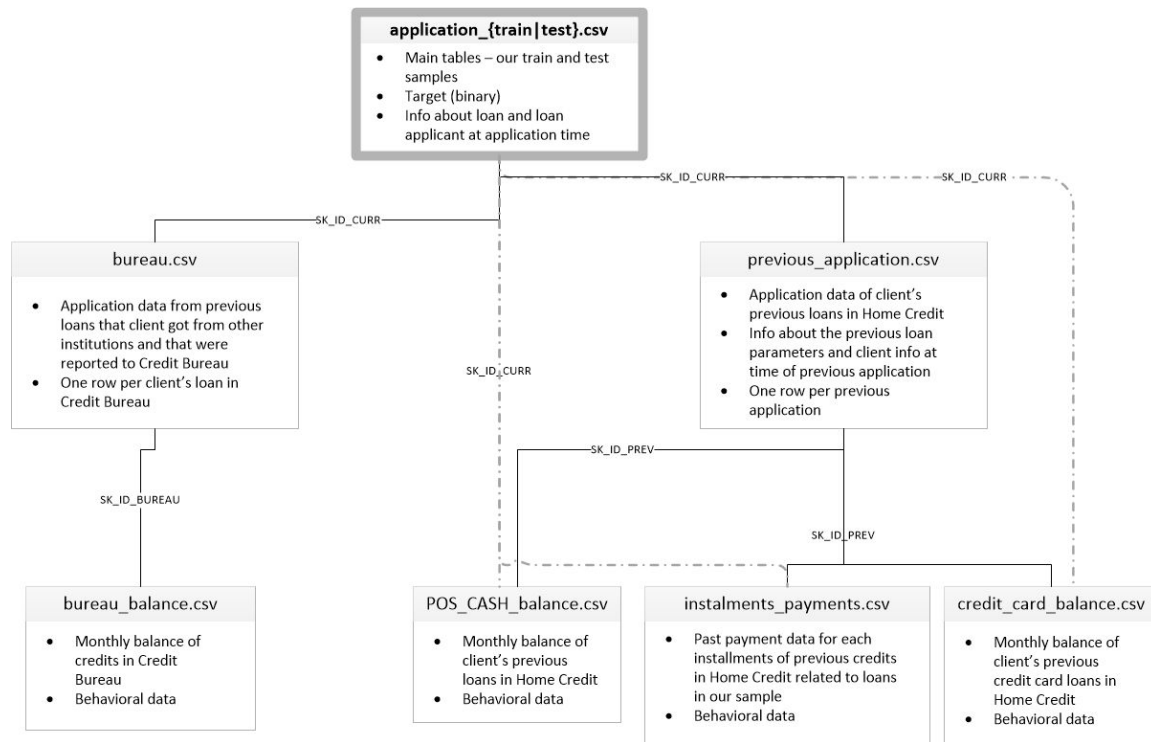 application_{train|test}.csv
• Main tables – our train and test
samples
• Target (binary)
• Info about loan and loan
applicant at application time
SK_ID_CURR
SK_ID_CURR
SK_ID_CURR
bureau.csv
• Application data from previous
loans that client got from other
institutions and that were
reported to Credit Bureau
• One row per client's loan in
Credit Bureau
SK_ID_CURR
previous_application.csv
• Application data of client's
previous loans in Home Credit
• Info about the previous loan
parameters and client info at
time of previous application
• One row per previous
application
SK_ID_PREV
SK_ID_BUREAU
SK_ID_PREV
bureau_balance.csv
• Monthly balance of
credits in Credit
Bureau
• Behavioral data
POS_CASH_balance.csv
• Monthly balance of
client's previous
loans in Home Credit
• Behavioral data
instalments_payments.csv
• Past payment data for each
installments of previous credits
in Home Credit related to loans
in our sample
• Behavioral data
credit_card_balance.csv
• Monthly balance of
client's previous
credit card loans in
Home Credit
• Behavioral data